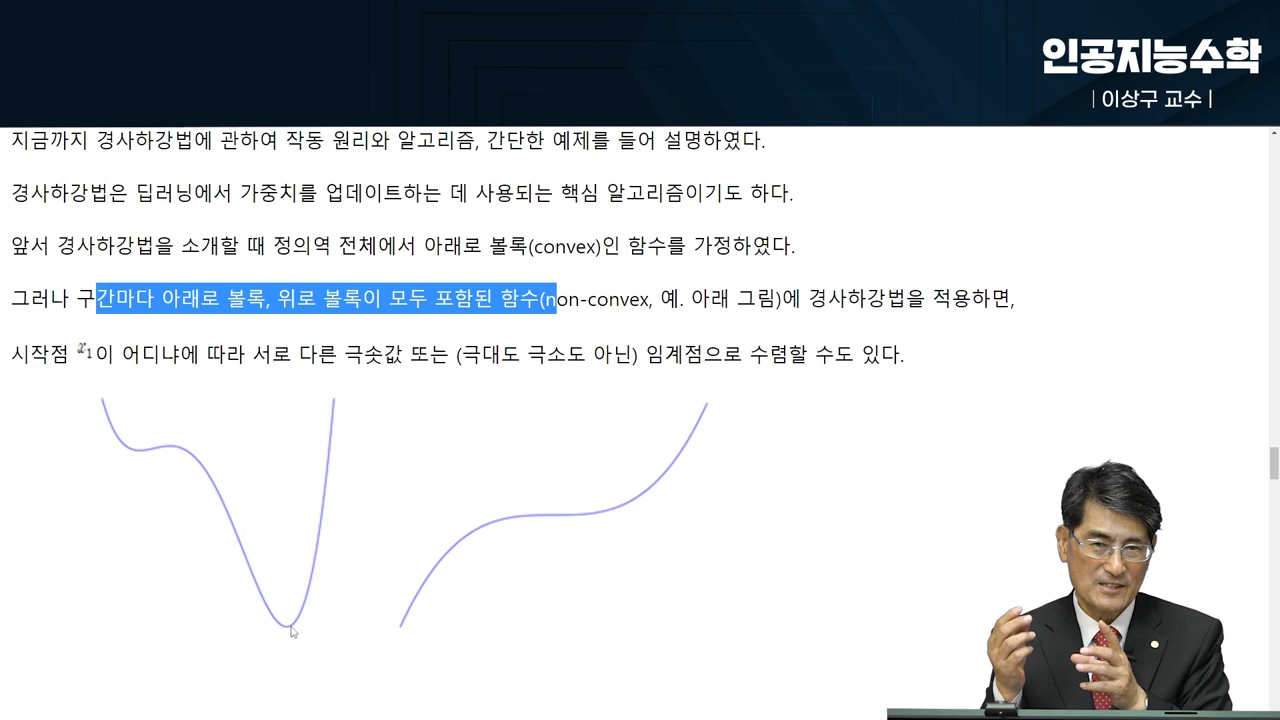 인공지능수학
| 이상구 교수 |
지금까지 경사하강법에 관하여 작동 원리와 알고리즘, 간단한 예제를 들어 설명하였다.
경사하강법은 딥러닝에서 가중치를 업데이트하는 데 사용되는 핵심 알고리즘이기도 하다.
앞서 경사하강법을 소개할 때 정의역 전체에서 아래로 볼록(convex)인 함수를 가정하였다.
그러나 구간마다 아래로 볼록, 위로 볼록이 모두 포함된 함수(non-convex, 예. 아래 그림)에 경사하강법을 적용하면,
시작점 x₁이 어디냐에 따라 서로 다른 극솟값 또는 (극대도 극소도 아닌) 임계점으로 수렴할 수도 있다.